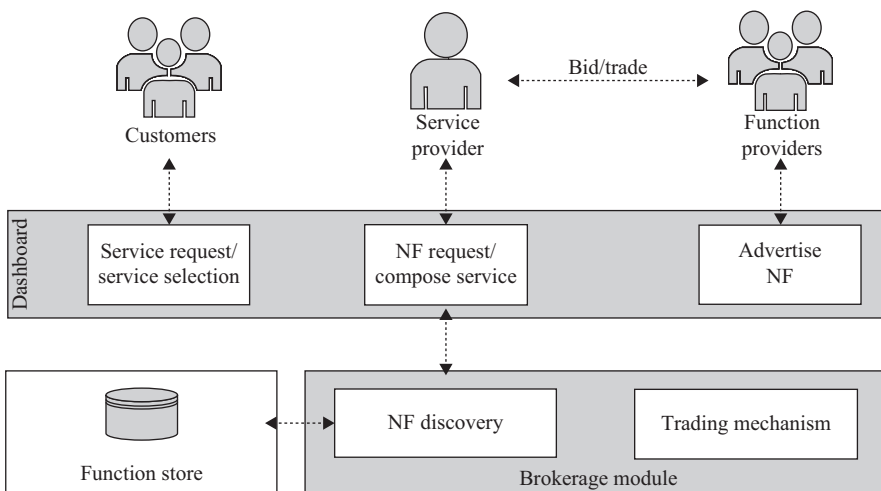 Bid/trade
Customers
Service
provider
Function
providers
Dashboard
Service request/
service selection
NF request/
compose service
Advertise
NF
Function store
NF discovery
Trading mechanism
Brokerage module